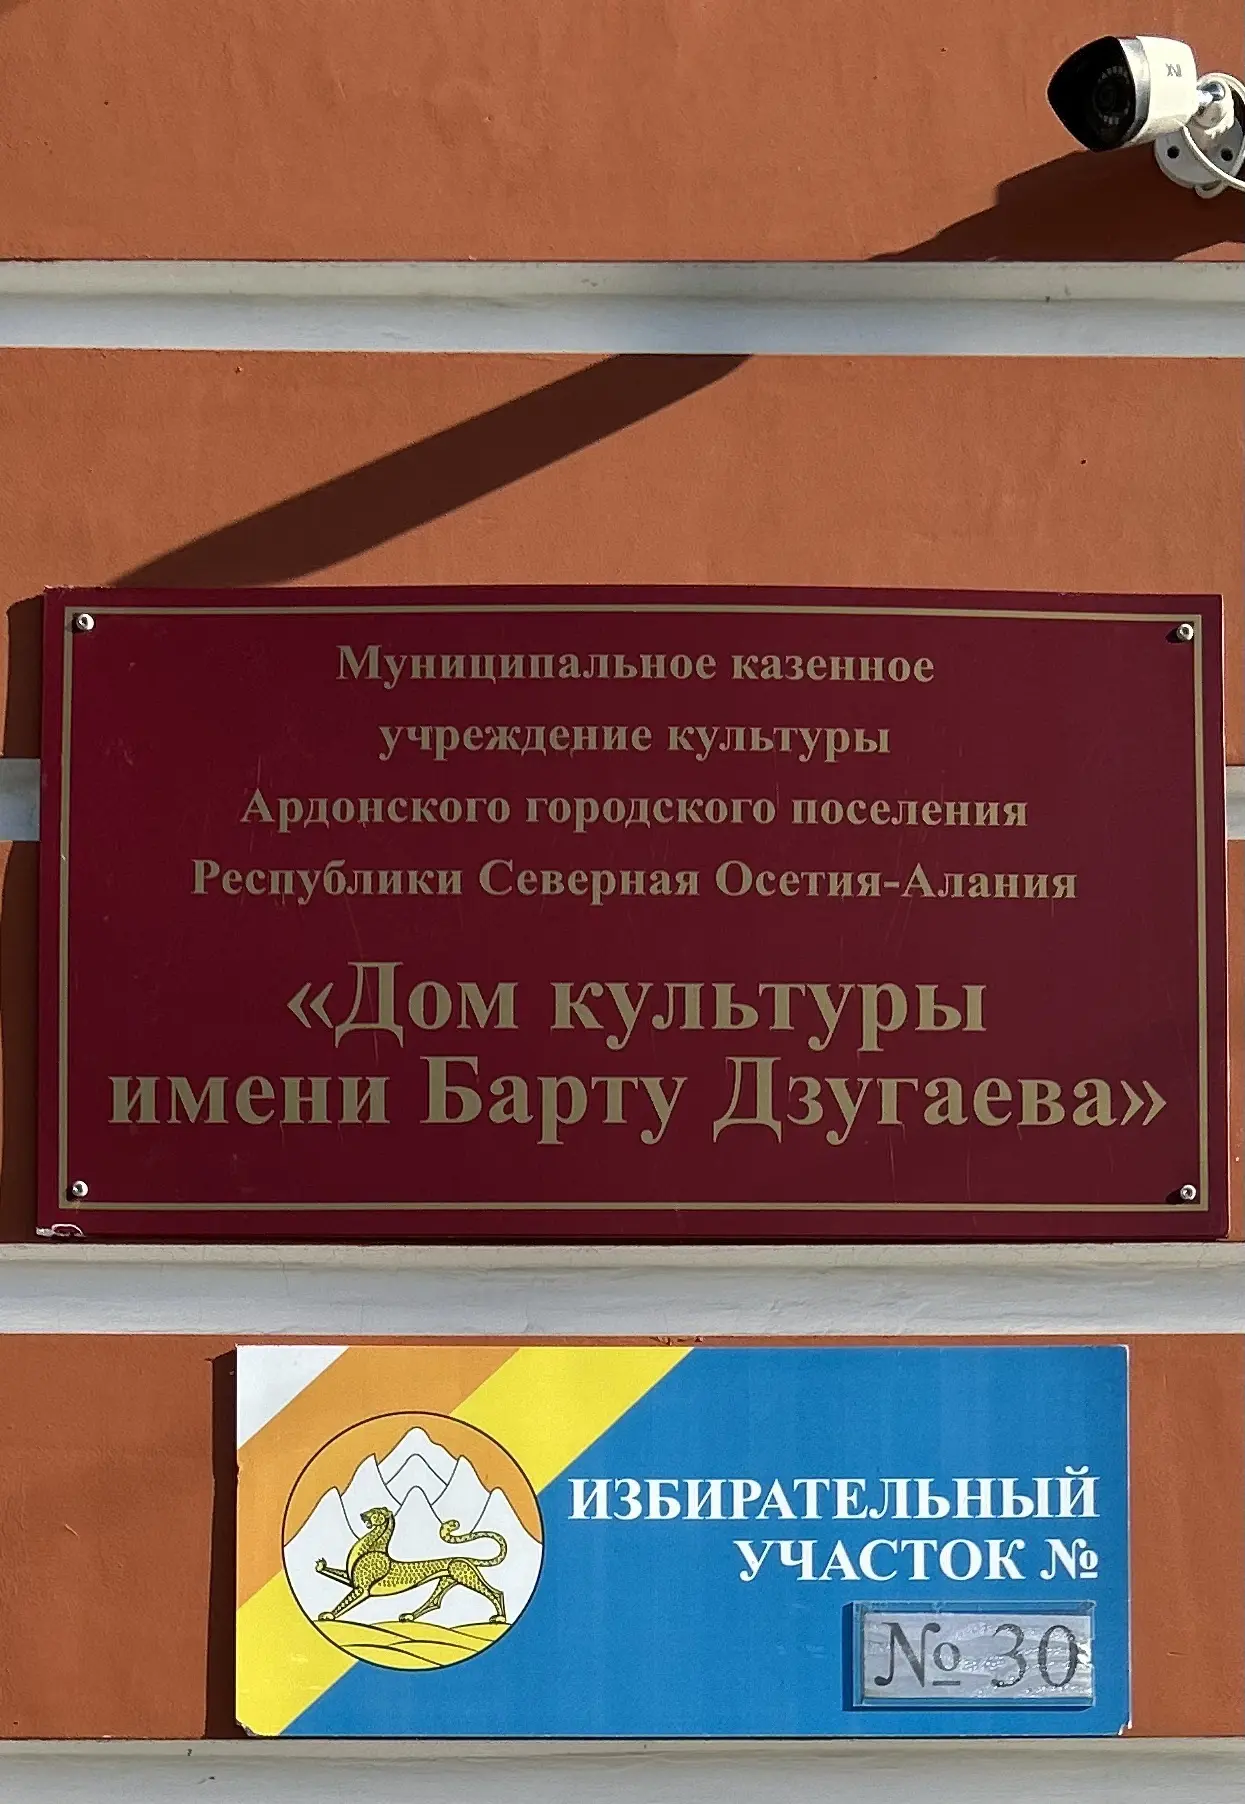 Муниципальное казенное
учреждение культуры
Ардонского городского поселения
Республики Северная Осетия-Алания
«Дом культуры
имени Барту Дзугаева»
ИЗБИРАТЕЛЬНЫЙ
УЧАСТОК №
№ 30